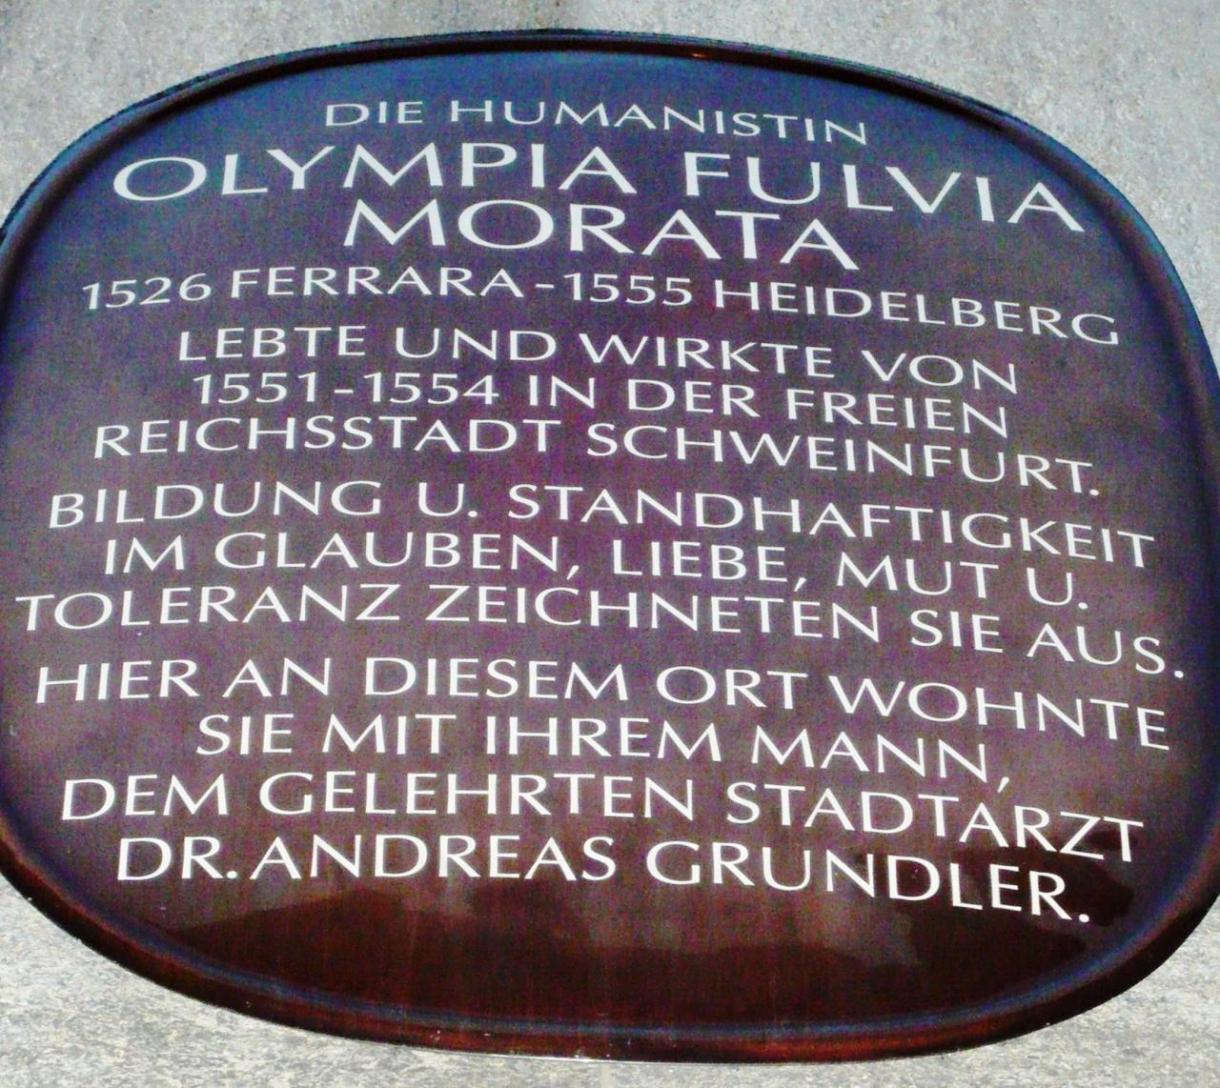 DIE HUMANISTIN
OLYMPIA FULVIA
MORATA
1526 FERRARA-1555 HEIDELBERG
LEBTE UND WIRKTE VON
1551-1554 IN DER FREIEN
REICHSSTADT SCHWEINFURT.
BILDUNG U. STANDHAFTIGKEIT
IM GLAUBEN, LIEBE, MUT U.
TOLERANZ ZEICHNETEN SIE AUS.
HIER AN DIESEM ORT WOHNTE
SIE MIT IHREM MANN,
DEM GELEHRTEN STADTARZT
DR. ANDREAS GRUNDLER.